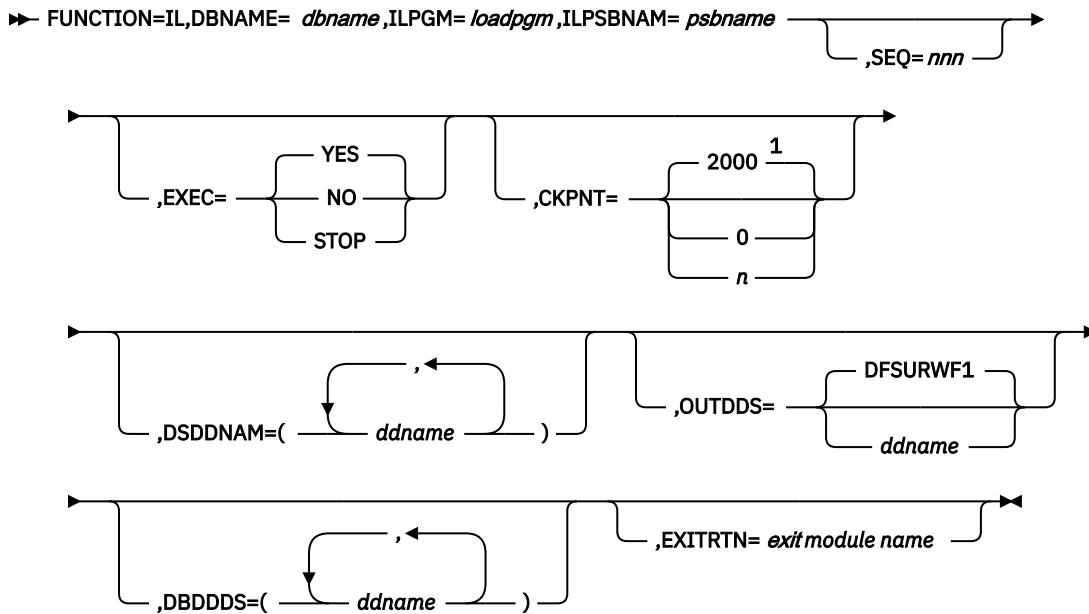 FUNCTION=IL,DBNAME= dbname ,ILPGM= loadpgm ,ILPSBNAM= psbname
,SEQ= nnn
,EXEC=
YES
NO
STOP
,CKPNT=
2000 1
0
n
,DSDDNAM=(
,
ddname
)
,OUTDDS=
DFSURWF1
ddname
,DBDDDS=(
,
ddname
)
,EXITRTN= exit module name